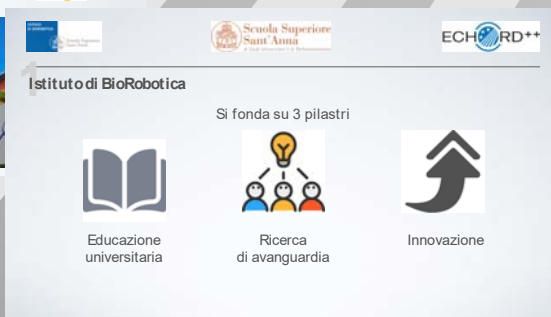 Scuola Superiore
Sant'Anna
ECHORD++
1
Istituto di BioRobotica
Si fonda su 3 pilastri
Educazione
universitaria
Ricerca
di avanguardia
Innovazione